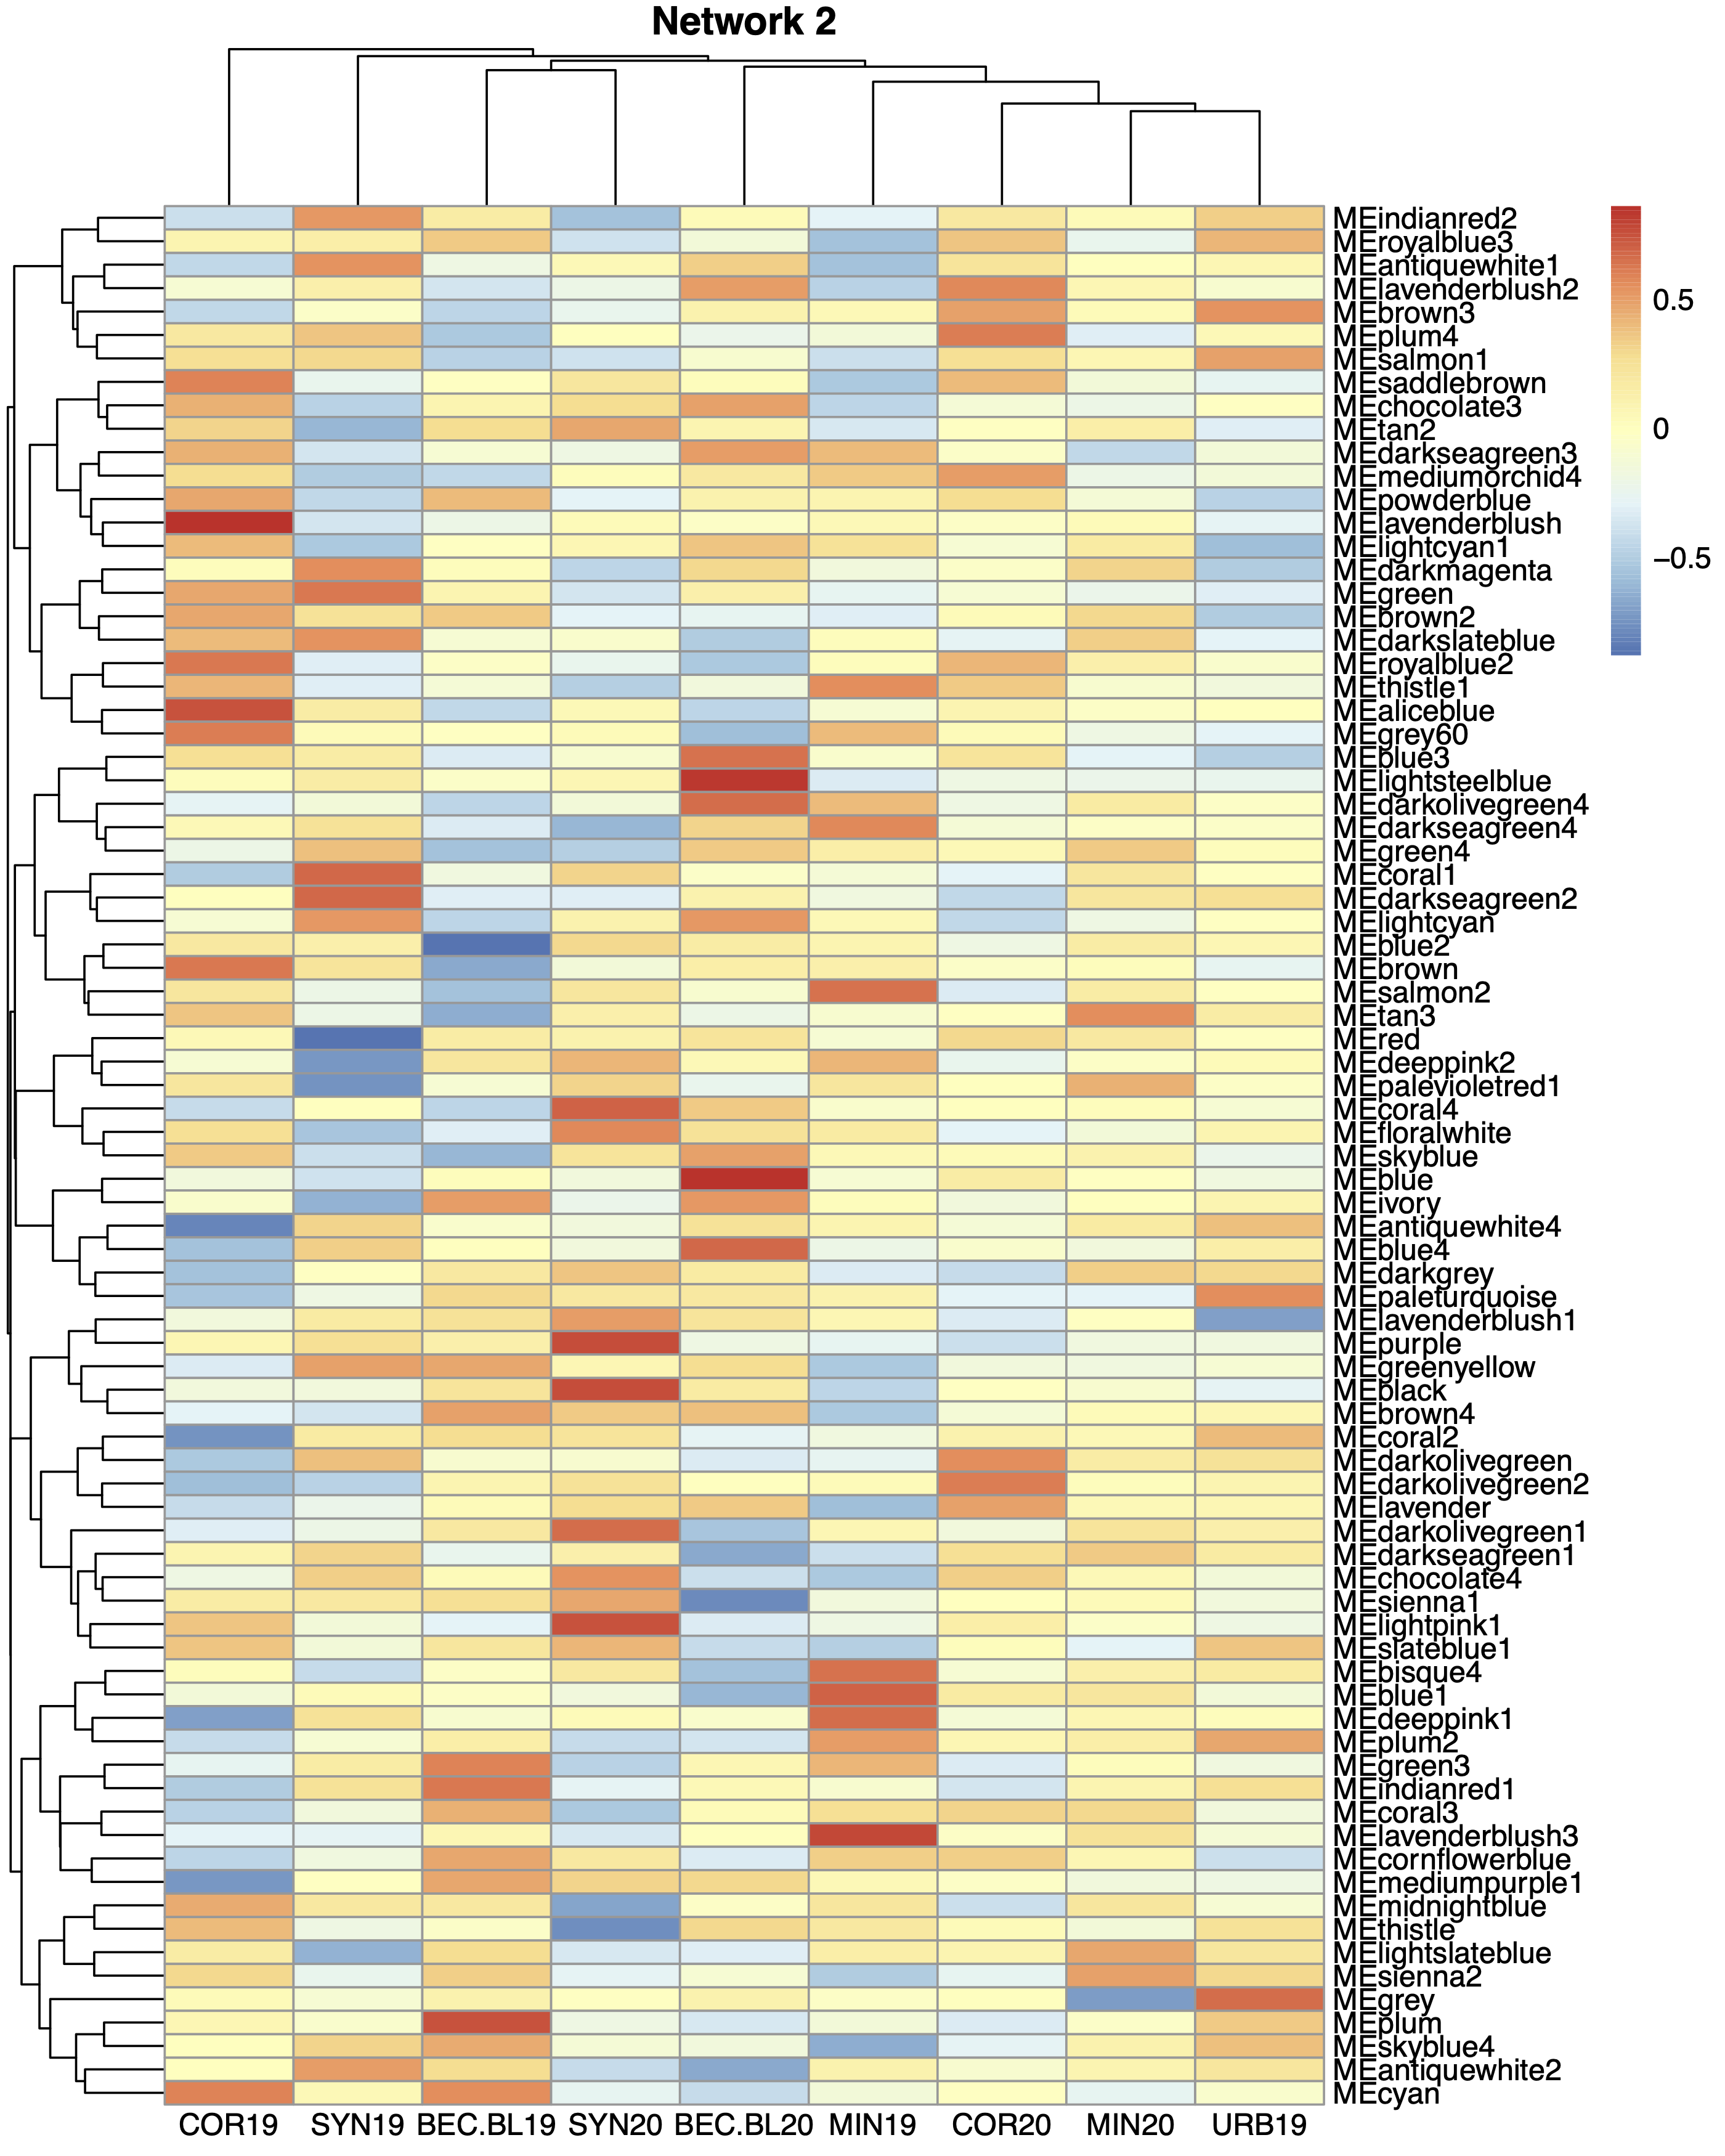 Network 2
MEindianred2
MEroyalblue3
MEantiquewhite1
MElavenderblush2
MEbrown3
MEplum4
MEsalmon1
MEsaddlebrown
MEchocolate3
MEtan2
MEdarkseagreen3
MEmediumorchid4
MEpowderblue
MElavenderblush
MElightcyan1
MEdarkmagenta
MEgreen
MEbrown2
MEdarkslateblue
MEroyalblue2
MEthistle1
MEaliceblue
MEgrey60
MEblue3
MElightsteelblue
MEdarkolivegreen4
MEdarkseagreen4
MEgreen4
MEcoral1
MEdarkseagreen2
MElightcyan
MEblue2
MEbrown
MEsalmon2
MEtan3
MEred
MEdeeppink2
MEpalevioletred1
MEcoral4
MEfloralwhite
MEskyblue
MEblue
MEivory
MEantiquewhite4
MEblue4
MEdarkgrey
MEpaleturquoise
MElavenderblush1
MEpurple
MEgreenyellow
MEblack
MEbrown4
MEcoral2
MEdarkolivegreen
MEdarkolivegreen2
MElavender
MEdarkolivegreen1
MEdarkseagreen1
MEchocolate4
MEsienna1
MElightpink1
MEslateblue1
MEbisque4
MEblue1
MEdeeppink1
MEplum2
MEgreen3
MEindianred1
MEcoral3
MElavenderblush3
MEcornflowerblue
MEmediumpurple1
MEmidnightblue
MEthistle
MElightslateblue
MEsienna2
MEgrey
MEplum
MEskyblue4
MEantiquewhite2
MEcyan
0.5
0
−0.5
COR19 SYN19 BEC.BL19 SYN20 BEC.BL20 MIN19 COR20 MIN20 URB19